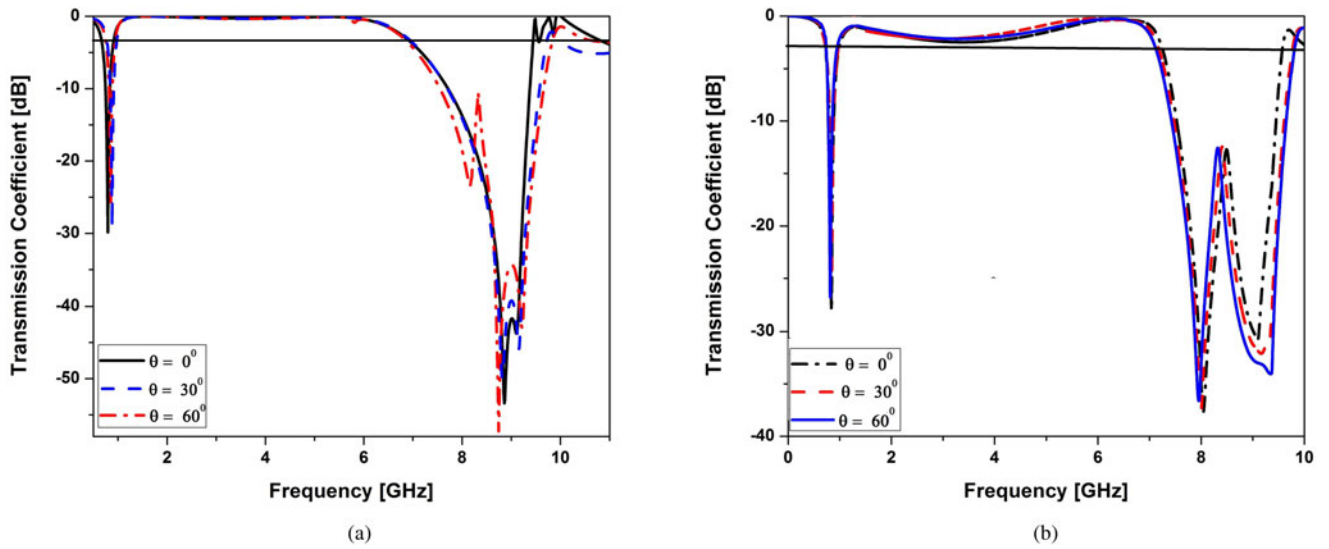 0
-10
-20
-30
-40
-50
Transmission Coefficient [dB]
θ = 0⁰
θ = 30⁰
θ = 60⁰
2
4
6
8
10
Frequency [GHz]
(a)
0
-10
-20
-30
-40
Transmission Coefficient [dB]
θ = 0⁰
θ = 30⁰
θ = 60⁰
0
2
4
6
8
10
Frequency [GHz]
(b)